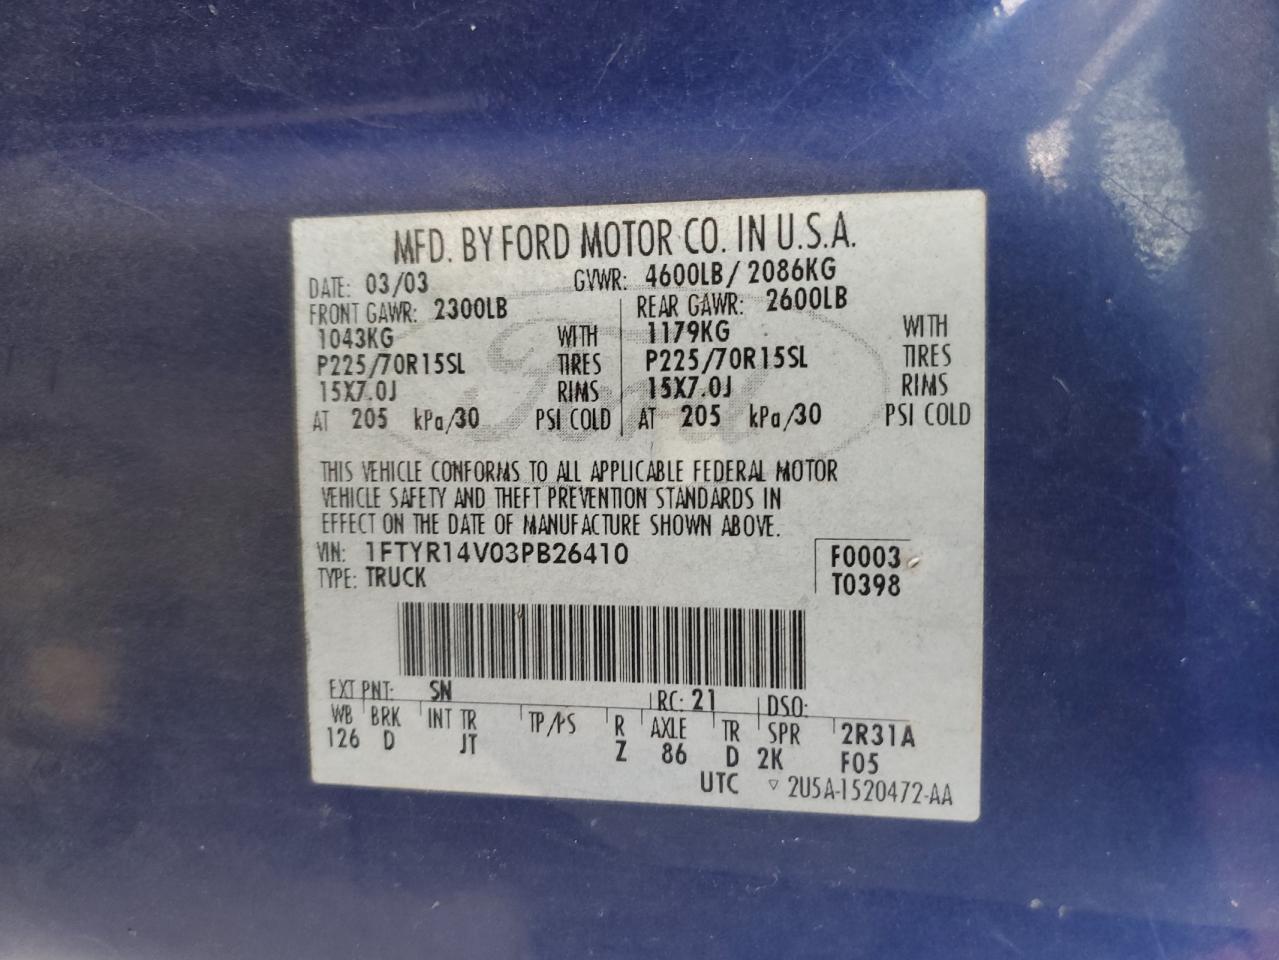 MFD. BY FORD MOTOR CO. IN U.S.A.
DATE: 03/03 GVWR: 4600LB/2086KG
FRONT GAWR: 2300LB REAR GAWR: 2600LB
1043KG WITH 1179KG WITH
P225/70R15SL TIRES P225/70R15SL TIRES
15X7.0J RIMS 15X7.0J RIMS
AT 205 kPa/30 PSI COLD AT 205 kPa/30 PSI COLD
Ford
THIS VEHICLE CONFORMS TO ALL APPLICABLE FEDERAL MOTOR
VEHICLE SAFETY AND THEFT PREVENTION STANDARDS IN
EFFECT ON THE DATE OF MANUFACTURE SHOWN ABOVE.
VIN: 1FTYR14V03PB26410 F0003
TYPE: TRUCK T0398
EXT PNT: SN RC: 21 DSO:
WB BRK INT TR TP/PS R AXLE TR SPR 2R31A
126 D JT Z 86 D 2K F05
UTC ▽ 2U5A-1520472-AA